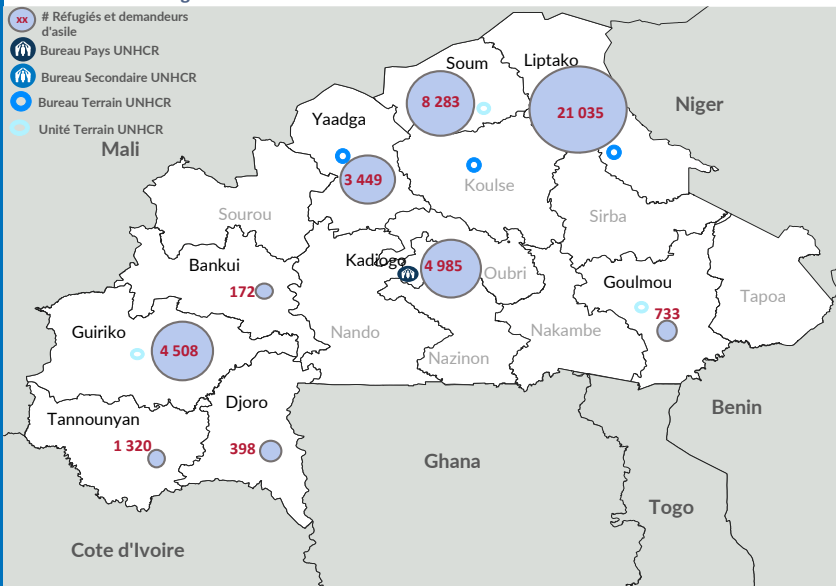 xx
# Réfugiés et demandeurs
d'asile
Bureau Pays UNHCR
Bureau Secondaire UNHCR
Bureau Terrain UNHCR
Unité Terrain UNHCR
Mali
Niger
Soum
8 283
Liptako
21 035
Yaadga
3 449
Koulse
Sourou
Sirba
Bankui
172
Kadiogo
4 985
Oubri
Goulmou
733
Tapoa
Guiriko
4 508
Nando
Nakambe
Nazinon
Djoro
398
Tannounyan
1 320
Benin
Ghana
Togo
Cote d'Ivoire